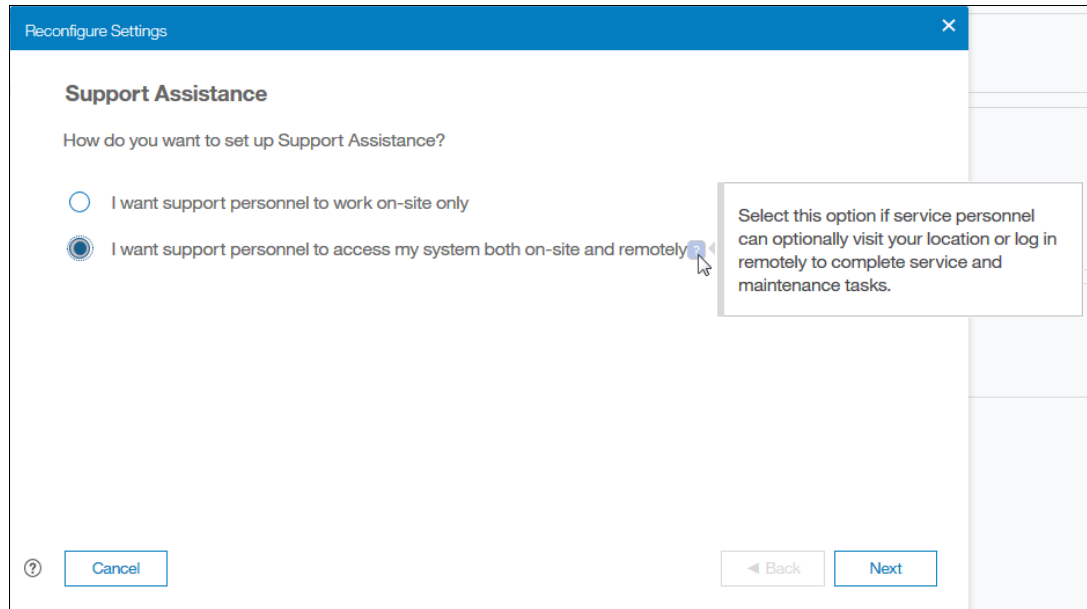 Reconfigure Settings
Support Assistance
How do you want to set up Support Assistance?
I want support personnel to work on-site only
I want support personnel to access my system both on-site and remotely ?
Select this option if service personnel
can optionally visit your location or log in
remotely to complete service and
maintenance tasks.
?
Cancel
Back
Next